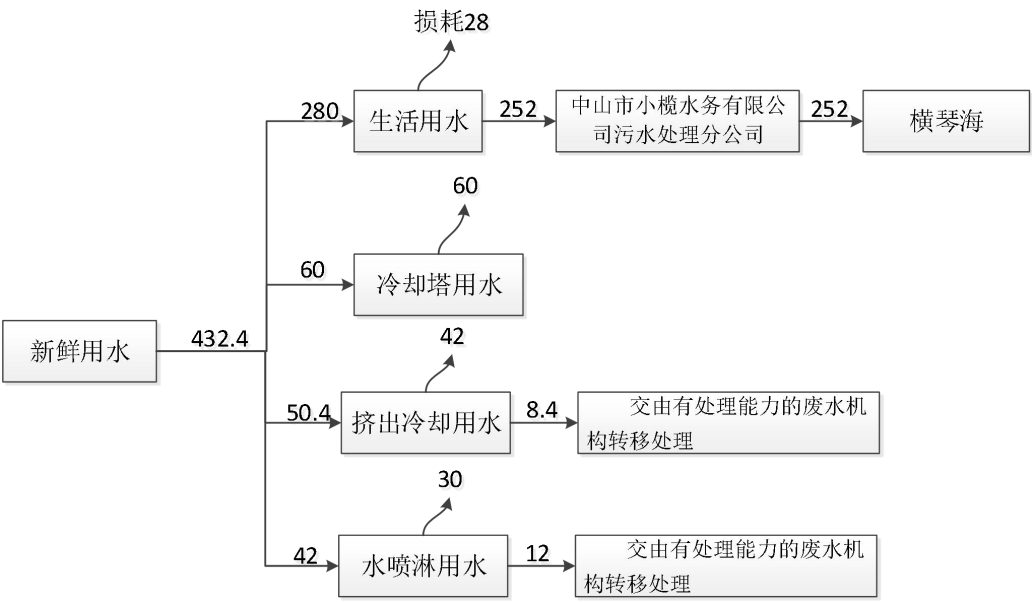 损耗28
280
生活用水
252
中山市小榄水务有限公
司污水处理分公司
252
横琴海
60
60
冷却塔用水
新鲜用水
432.4
42
50.4
挤出冷却用水
8.4
交由有处理能力的废水机
构转移处理
30
42
水喷淋用水
12
交由有处理能力的废水机
构转移处理